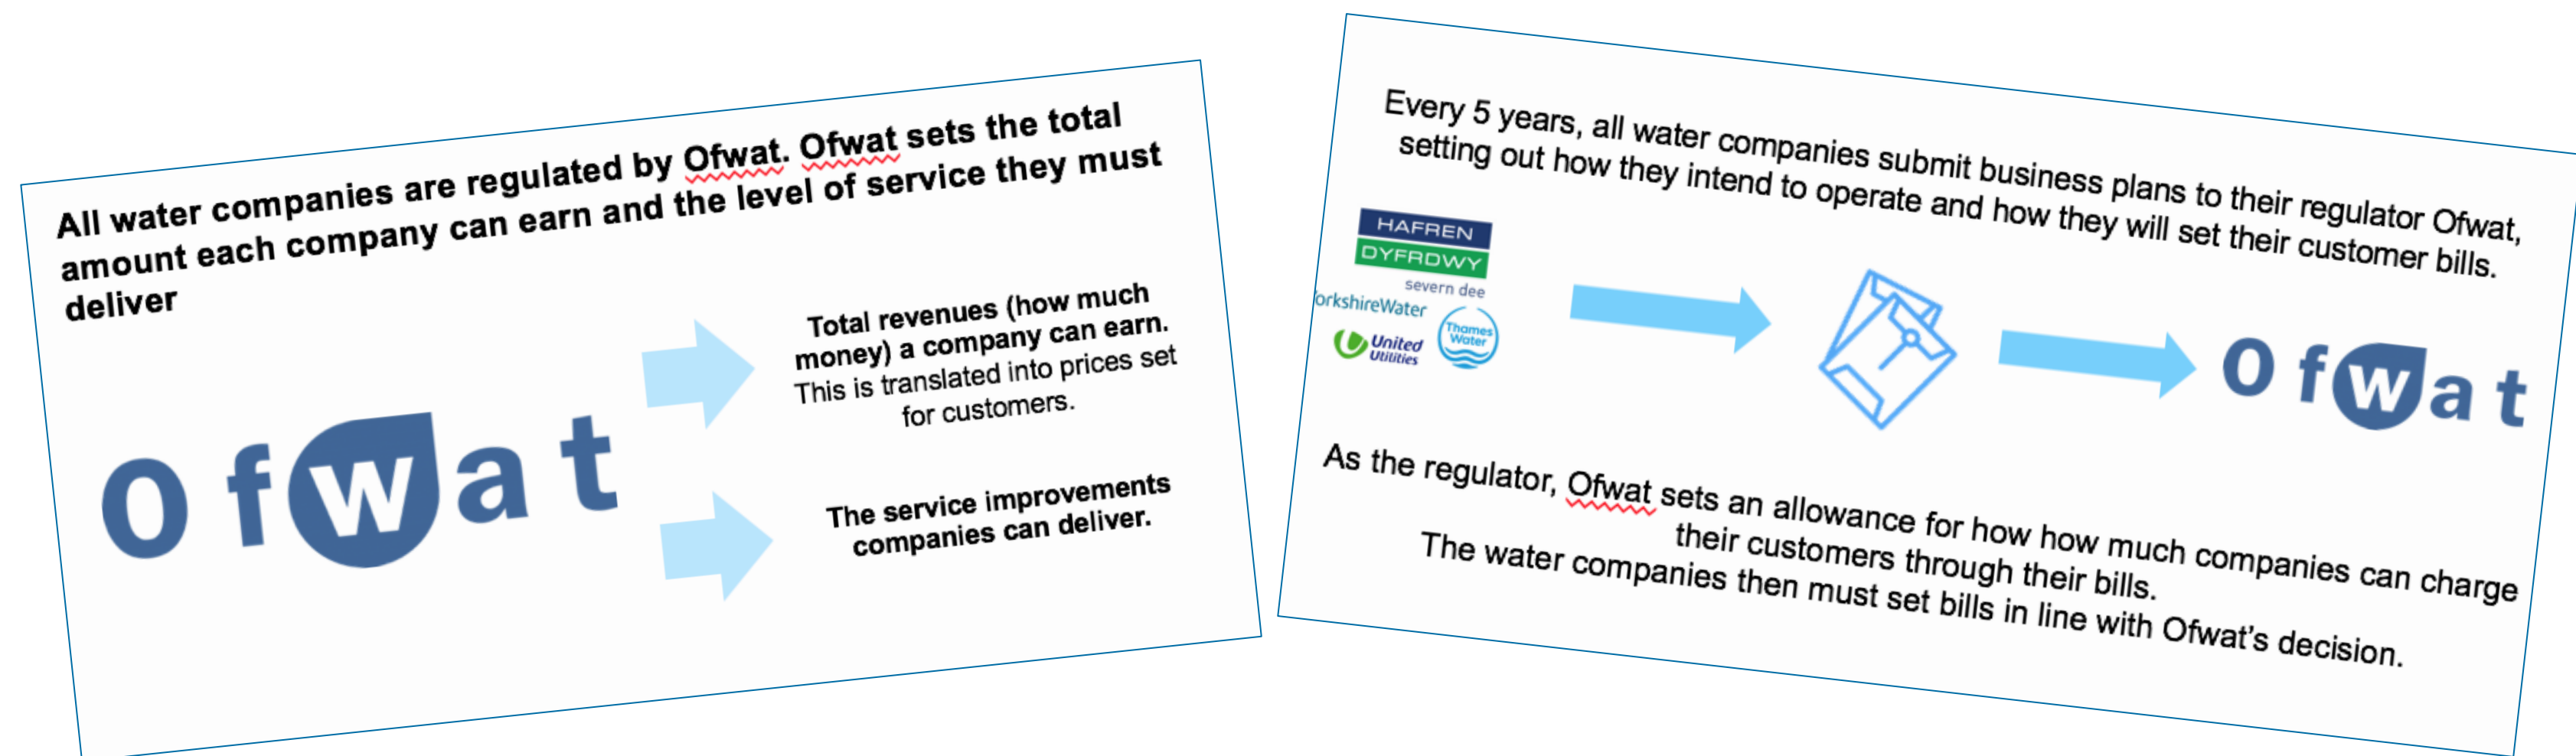 All water companies are regulated by Ofwat. Ofwat sets the total
amount each company can earn and the level of service they must
deliver
Ofwat
Total revenues (how much
money) a company can earn.
This is translated into prices set
for customers.
The service improvements
companies can deliver.
Every 5 years, all water companies submit business plans to their regulator Ofwat,
setting out how they intend to operate and how they will set their customer bills.
HAFREN
DYFRDWY
severn dee
orkshireWater
United
Utilities
Thames
Water
Ofwat
As the regulator, Ofwat sets an allowance for how how much companies can charge
their customers through their bills.
The water companies then must set bills in line with Ofwat's decision.